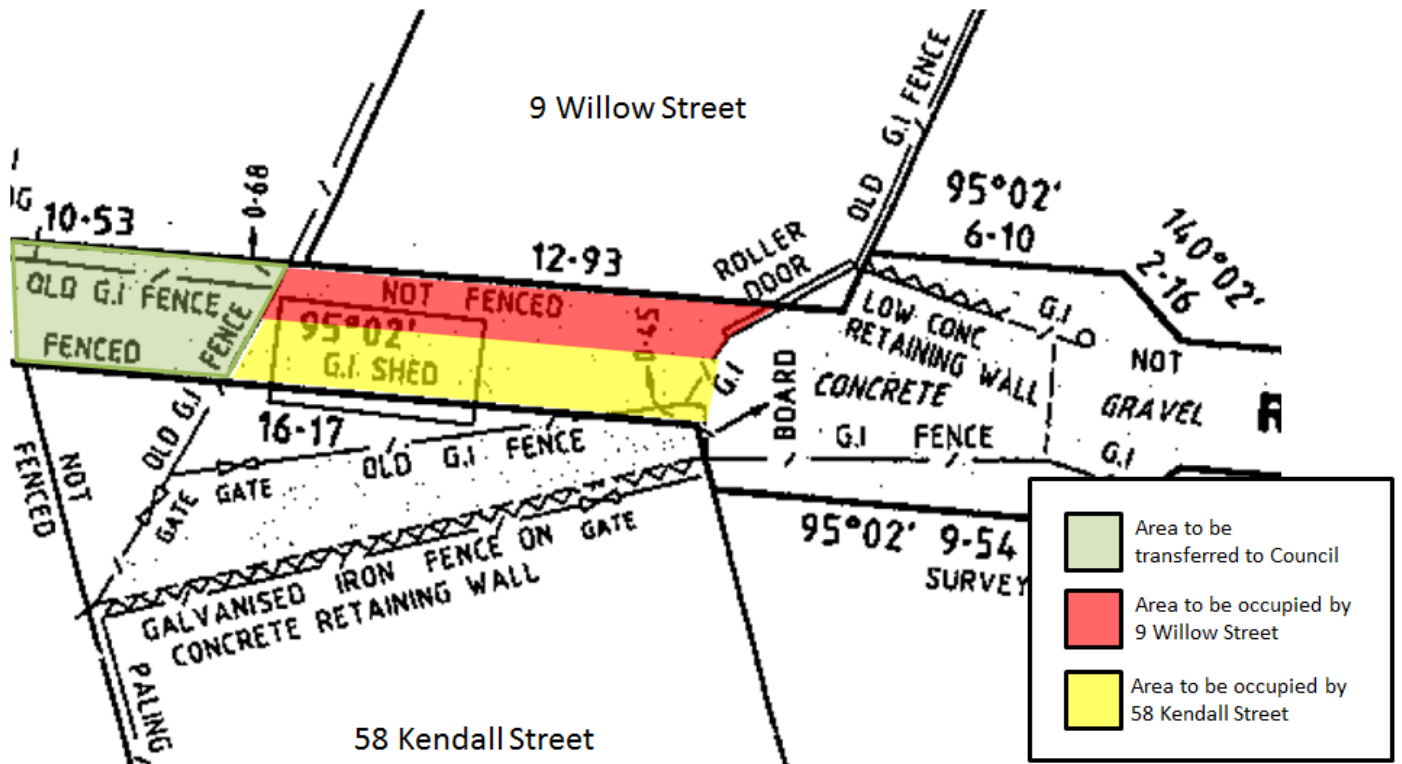 9 Willow Street
OLD G.I FENCE
0·68
10·53
12·93
ROLLER
DOOR
95°02'
6-10
140°02'
2-16
OLD G.I FENCE
FENCED
FENCE
NOT FENCED
95°02'
G.I. SHED
0·45
G.I
BOARD
LOW CONC
RETAINING WALL
G.I
CONCRETE
NOT
GRAVEL
G.I FENCE
G.I
16-17
OLD G.I
GATE
GATE
OLD G.I FENCE
NOT
FENCED
GALVANISED IRON FENCE ON GATE
CONCRETE RETAINING WALL
PALING
95°02' 9-54
SURVEY
58 Kendall Street
Area to be
transferred to Council
Area to be occupied by
9 Willow Street
Area to be occupied by
58 Kendall Street